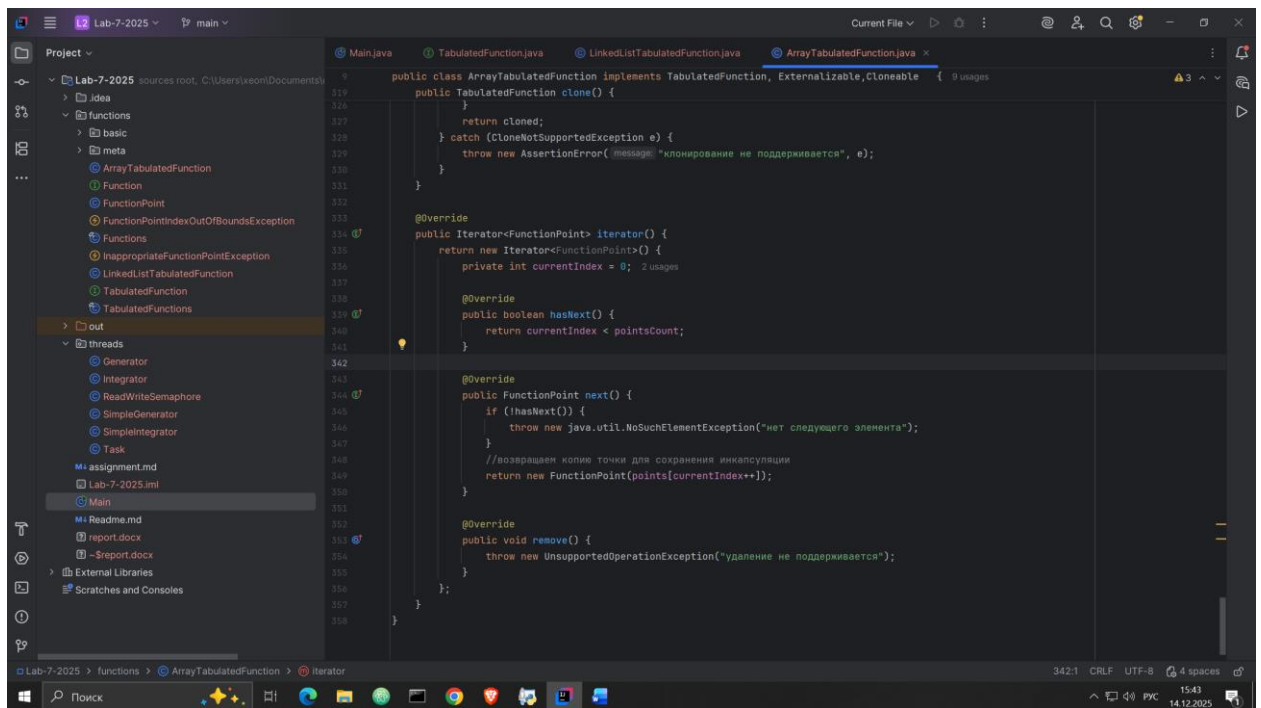 L2 Lab-7-2025 main Current File
Project
Main.java TabulatedFunction.java LinkedListTabulatedFunction.java ArrayTabulatedFunction.java
Lab-7-2025 sources root, C:\Users\xeon\Documents\
.idea
functions
basic
meta
ArrayTabulatedFunction
Function
FunctionPoint
FunctionPointIndexOutOfBoundsException
Functions
InappropriateFunctionPointException
LinkedListTabulatedFunction
TabulatedFunction
TabulatedFunctions
out
threads
Generator
Integrator
ReadWriteSemaphore
SimpleGenerator
SimpleIntegrator
Task
assignment.md
Lab-7-2025.iml
Main
Readme.md
report.docx
~$report.docx
External Libraries
Scratches and Consoles
9 public class ArrayTabulatedFunction implements TabulatedFunction, Externalizable,Cloneable { 9 usages
319 public TabulatedFunction clone() {
326 }
327 return cloned;
328 } catch (CloneNotSupportedException e) {
329 throw new AssertionError( message: "клонирование не поддерживается", e);
330 }
331 }
332
333 @Override
334 public Iterator<FunctionPoint> iterator() {
335 return new Iterator<FunctionPoint>() {
336 private int currentIndex = 0; 2 usages
337
338 @Override
339 public boolean hasNext() {
340 return currentIndex < pointsCount;
341 }
342
343 @Override
344 public FunctionPoint next() {
345 if (!hasNext()) {
346 throw new java.util.NoSuchElementException("нет следующего элемента");
347 }
348 //возвращаем копию точки для сохранения инкапсуляции
349 return new FunctionPoint(points[currentIndex++]);
350 }
351
352 @Override
353 public void remove() {
354 throw new UnsupportedOperationException("удаление не поддерживается");
355 }
356 };
357 }
358 }
3
Lab-7-2025 > functions > ArrayTabulatedFunction > iterator 342:1 CRLF UTF-8 4 spaces
Поиск РУС 15:43
14.12.2025